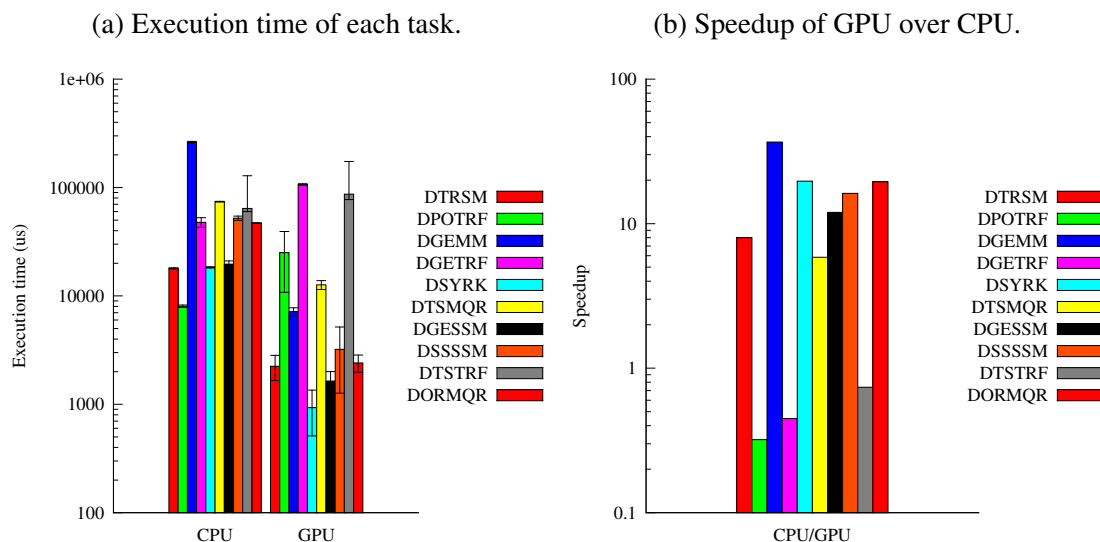 (a) Execution time of each task.
Execution time (us)
1e+06
100000
10000
1000
100
CPU
GPU
DTRSM
DPOTRF
DGEMM
DGETRF
DSYRK
DTSMQR
DGESSM
DSSSSM
DTSTRF
DORMQR
(b) Speedup of GPU over CPU.
Speedup
100
10
1
0.1
CPU/GPU
DTRSM
DPOTRF
DGEMM
DGETRF
DSYRK
DTSMQR
DGESSM
DSSSSM
DTSTRF
DORMQR